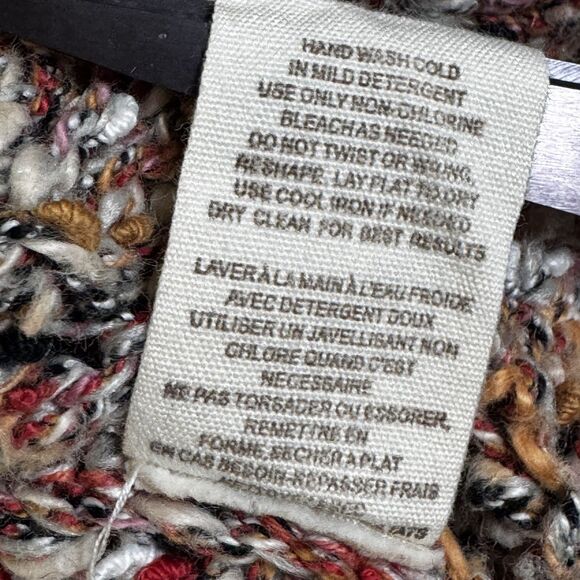 HAND WASH COLD
IN MILD DETERGENT
USE ONLY NON-CHLORINE
BLEACH AS NEEDED
DO NOT TWIST OR WRING,
RESHAPE, LAY FLAT TO DRY
USE COOL IRON IF NEEDED
DRY CLEAN FOR BEST RESULTS
LAVER À LA MAIN À L'EAU FROIDE
AVEC DETERGENT DOUX
UTILISER UN JAVELLISANT NON
CHLORE QUAND C'EST
NECESSAIRE
NE PAS TORSADER OU ESSORER,
REMETTRE EN
FORME, SECHER À PLAT
EN CAS BESOIN-REPASSER FRAIS